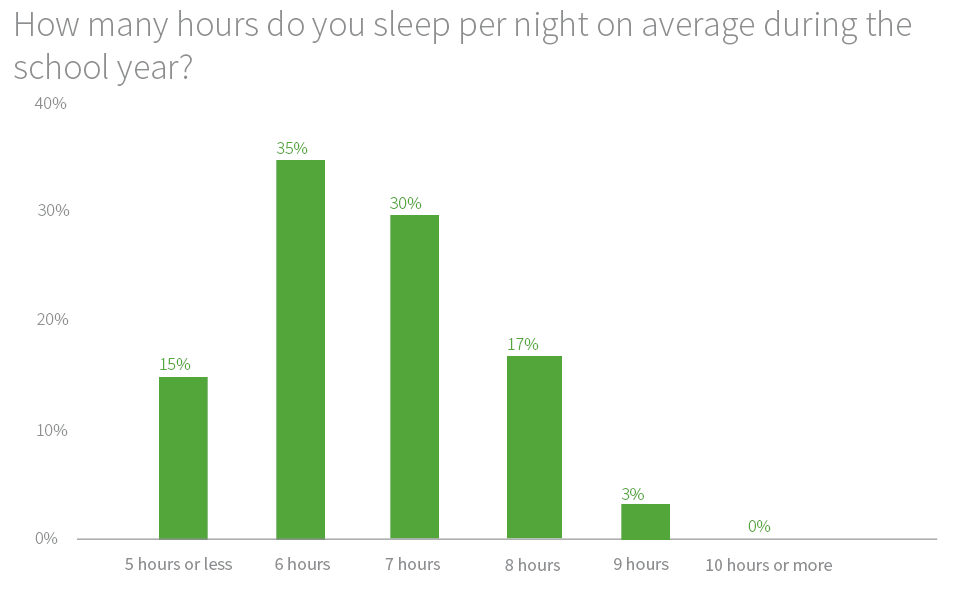 How many hours do you sleep per night on average during the
school year?
40%
35%
30%
30%
20%
17%
15%
10%
3%
0%
0%
5 hours or less
6 hours
7 hours
8 hours
9 hours
10 hours or more